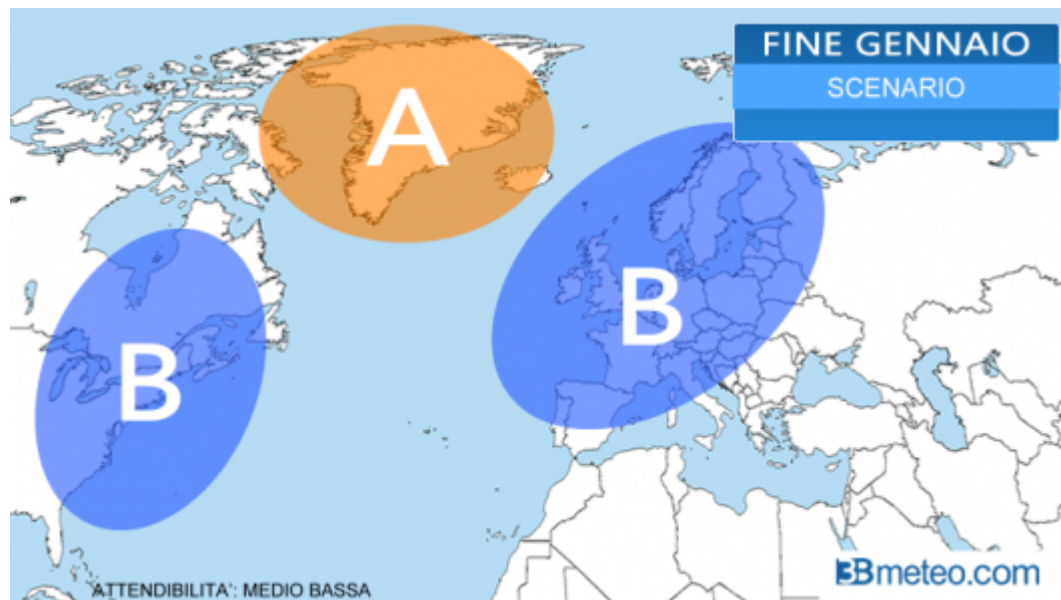 FINE GENNAIO
SCENARIO
A
B
B
ATTENDIBILITA': MEDIO BASSA
3Bmeteo.com